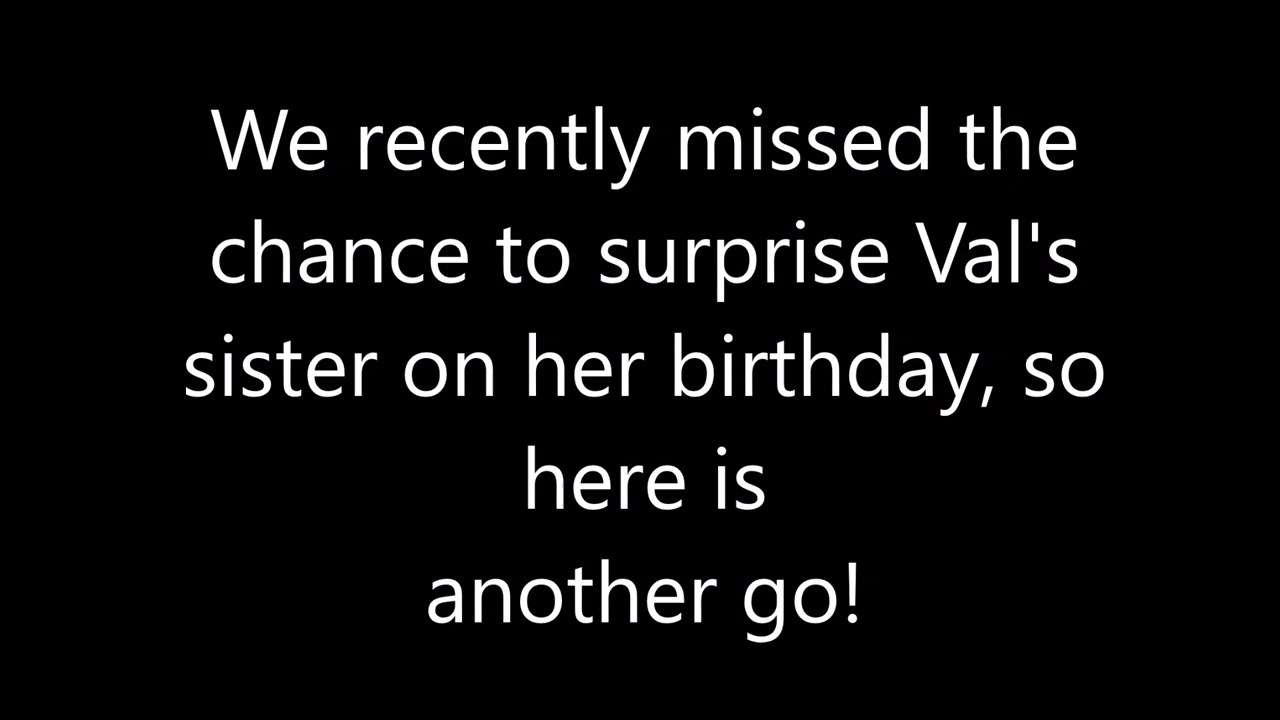 We recently missed the
chance to surprise Val's
sister on her birthday, so
here is
another go!